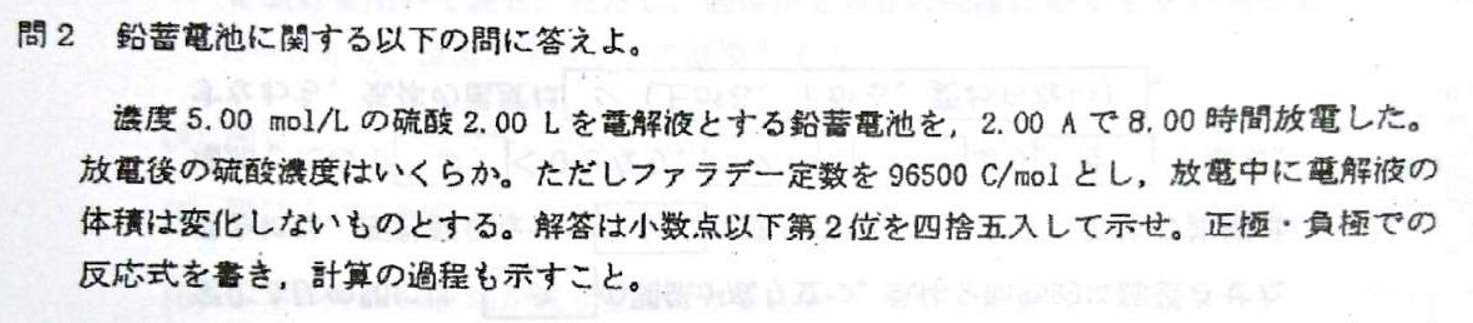 問2 鉛蓄電池に関する以下の問に答えよ。
濃度 5.00 mol/L の硫酸 2.00 L を電解液とする鉛蓄電池を，2.00 A で 8.00 時間放電した。
放電後の硫酸濃度はいくらか。ただしファラデー定数を 96500 C/mol とし，放電中に電解液の
体積は変化しないものとする。解答は小数点以下第2位を四捨五入して示せ。正極・負極での
反応式を書き，計算の過程も示すこと。